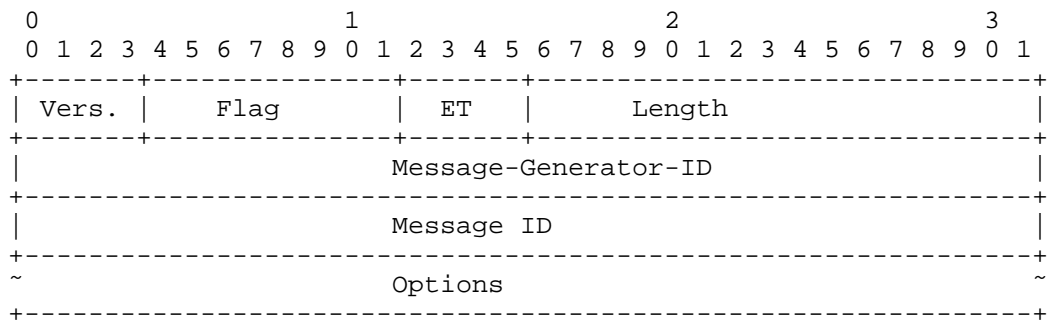 0                   1                   2                   3
 0 1 2 3 4 5 6 7 8 9 0 1 2 3 4 5 6 7 8 9 0 1 2 3 4 5 6 7 8 9 0 1
+-------+---------------+-------+-------------------------------+
| Vers. |    Flag       |  ET   |      Length                   |
+-------+---------------+-------+-------------------------------+
|                       Message-Generator-ID                    |
+---------------------------------------------------------------+
|                       Message ID                              |
+---------------------------------------------------------------+
~                       Options                                 ~
+---------------------------------------------------------------+